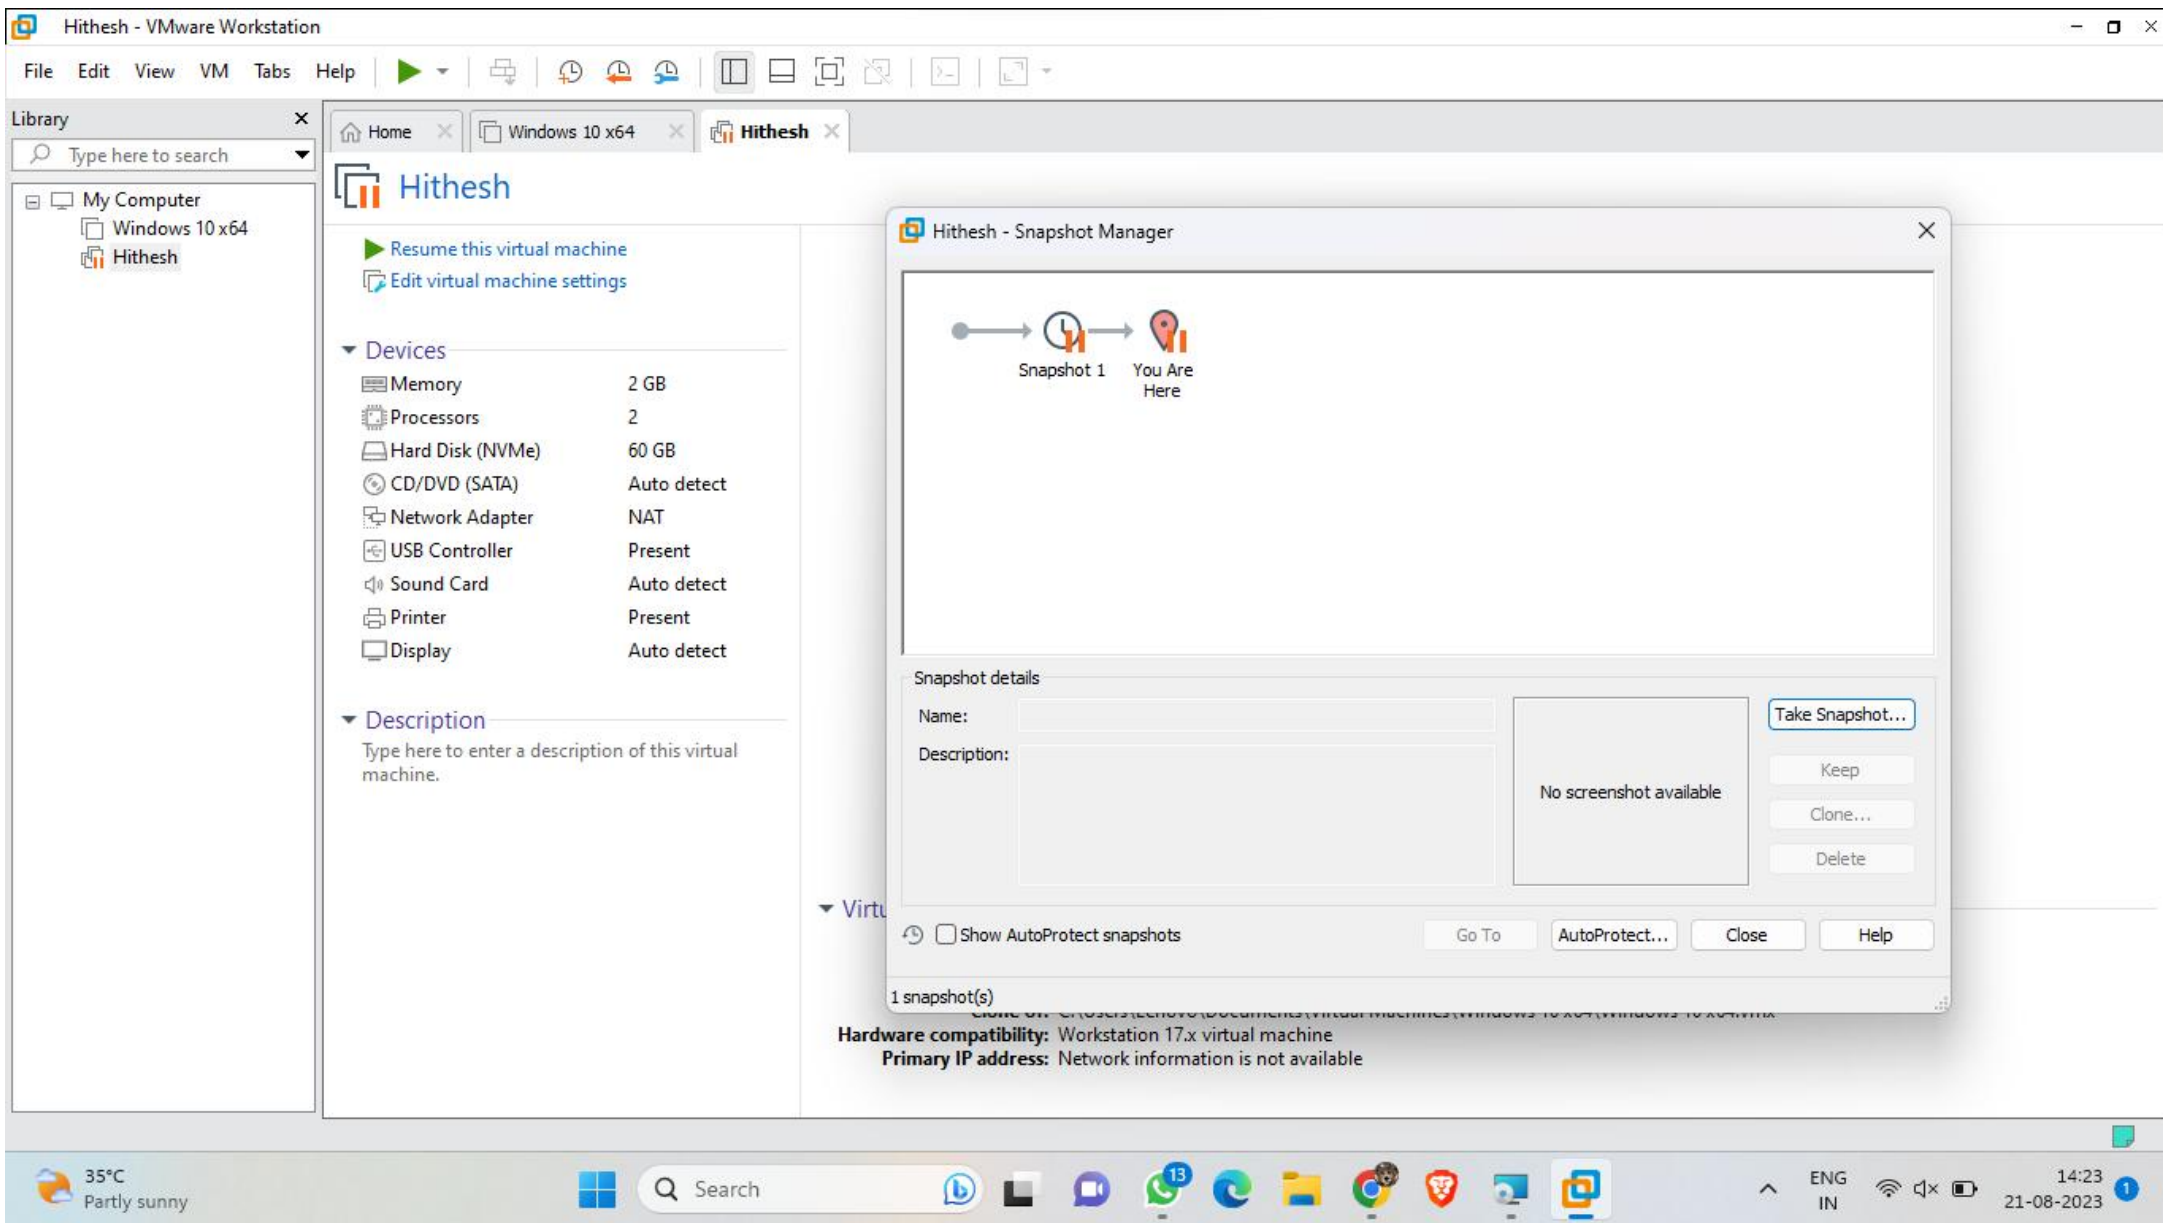 Hithesh - VMware Workstation
File Edit View VM Tabs Help
Library
Type here to search
My Computer
Windows 10 x64
Hithesh
Home
Windows 10 x64
Hithesh
Hithesh
Resume this virtual machine
Edit virtual machine settings
Devices
Memory 2 GB
Processors 2
Hard Disk (NVMe) 60 GB
CD/DVD (SATA) Auto detect
Network Adapter NAT
USB Controller Present
Sound Card Auto detect
Printer Present
Display Auto detect
Description
Type here to enter a description of this virtual
machine.
Hithesh - Snapshot Manager
Snapshot 1
You Are
Here
Snapshot details
Name:
Description:
No screenshot available
Take Snapshot...
Keep
Clone...
Delete
Show AutoProtect snapshots
Go To
AutoProtect...
Close
Help
1 snapshot(s)
Hardware compatibility: Workstation 17.x virtual machine
Primary IP address: Network information is not available
35°C
Partly sunny
Search
13
ENG
IN
14:23
21-08-2023
1